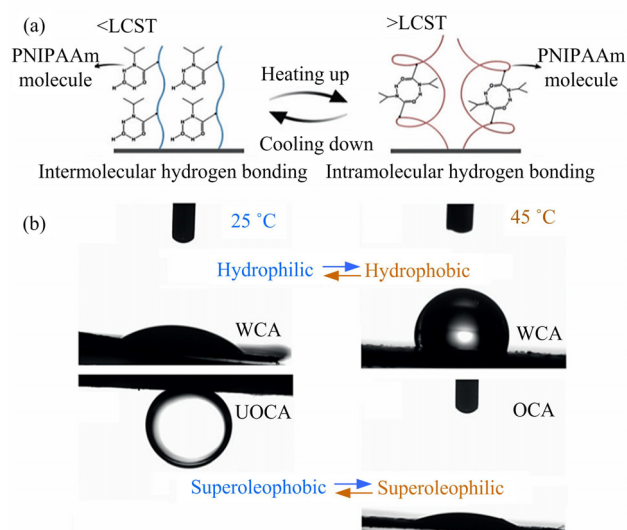 (a)
<LCST
>LCST
PNIPAAm
molecule
Heating up
Cooling down
PNIPAAm
molecule
Intermolecular hydrogen bonding
Intramolecular hydrogen bonding
(b)
25 ˚C
45 ˚C
Hydrophilic
Hydrophobic
WCA
WCA
UOCA
OCA
Superoleophobic
Superoleophilic